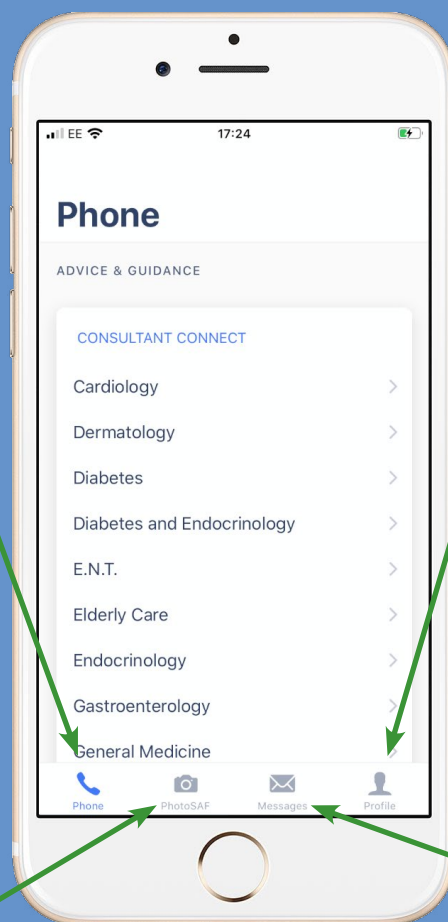 EE 17:24
Phone
ADVICE & GUIDANCE
CONSULTANT CONNECT
Cardiology
Dermatology
Diabetes
Diabetes and Endocrinology
E.N.T.
Elderly Care
Endocrinology
Gastroenterology
General Medicine
Phone PhotoSAF Messages Profile